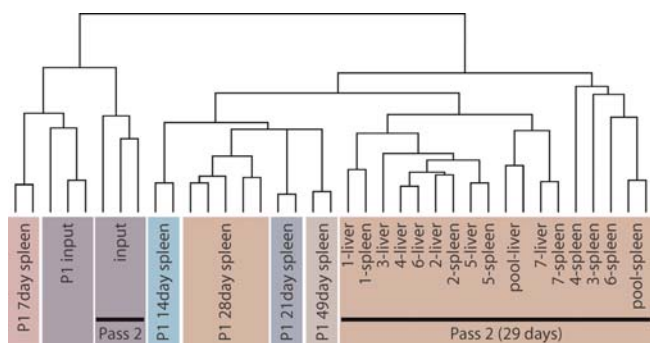 P1 7day spleen
P1 input
input
P1 14day spleen
P1 28day spleen
P1 21day spleen
P1 49day spleen
1-liver
1-spleen
3-liver
4-liver
6-liver
2-liver
2-spleen
5-liver
5-spleen
pool-liver
7-liver
7-spleen
4-spleen
3-spleen
6-spleen
pool-spleen
Pass 2
Pass 2 (29 days)